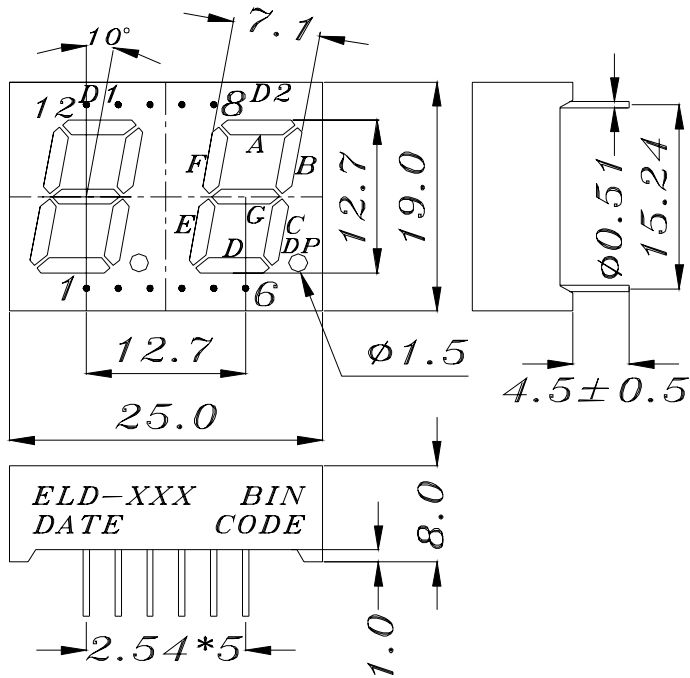 10°
7.1
12 D1 8 D2
A
F B
E G C
D DP
1 6
12.7
19.0
ø0.51
15.24
12.7
ø1.5
4.5±0.5
25.0
ELD-XXX BIN
DATE CODE
8.0
2.54*5
1.0